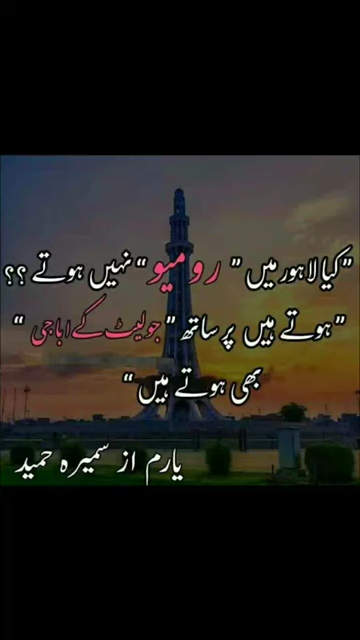 "کیا لاہور میں "رومیو" نہیں ہوتے ؟؟
"ہوتے ہیں پر ساتھ "جولیٹ کے اباجی"
بھی ہوتے ہیں"
یارم از سمیرہ حمید